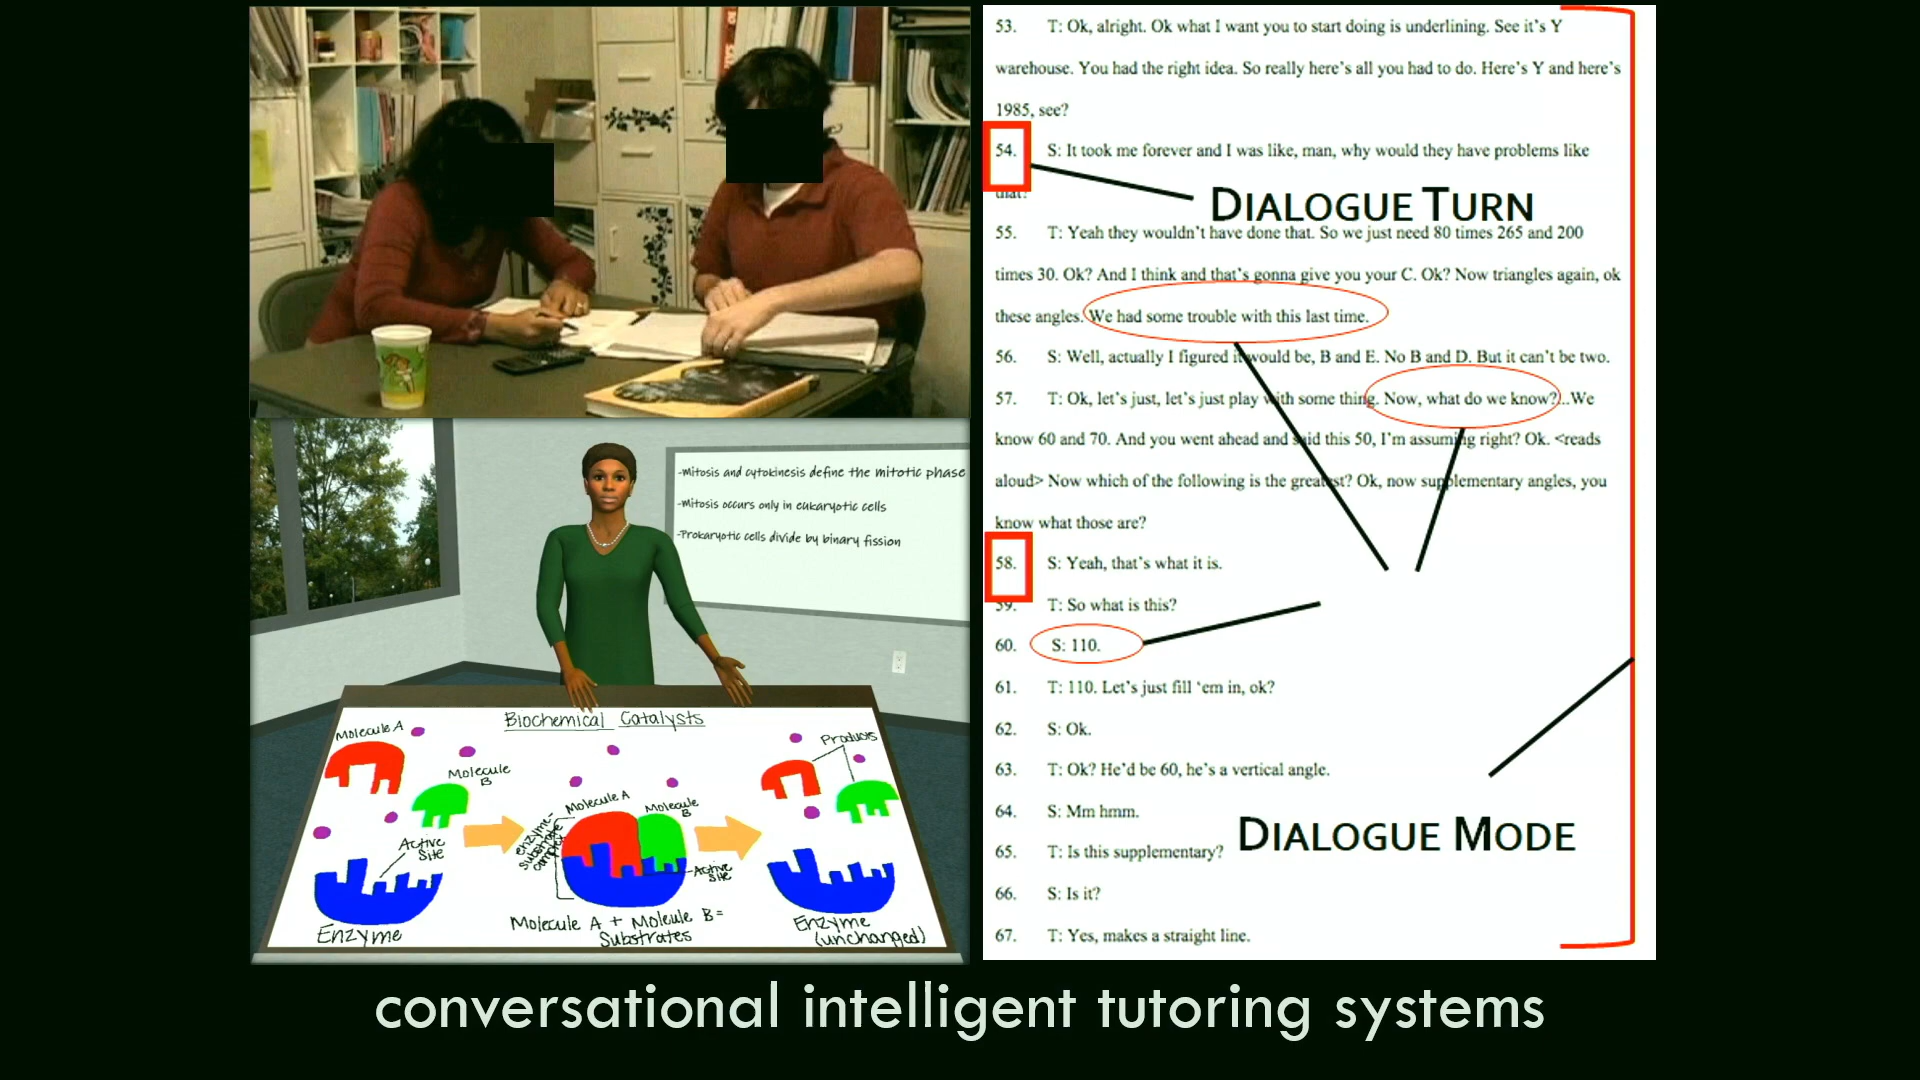 -Mitosis and cytokinesis define the mitotic phase
-Mitosis occurs only in eukaryotic cells
-Prokaryotic cells divide by binary fission
Biochemical Catalysts
Molecule A
Molecule
B
Active
Site
Enzyme
enzyme-
substrate
complex
Molecule A
Molecule
B
Active
Site
Molecule A + Moleule B=
Substrates
Products
Enzyme
(unchanged)
53. T: Ok, alright. Ok what I want you to start doing is underlining. See it's Y
warehouse. You had the right idea. So really here's all you had to do. Here's Y and here's
1985, see?
54. S: It took me forever and I was like, man, why would they have problems like
that?
DIALOGUE TURN
55. T: Yeah they wouldn't have done that. So we just need 80 times 265 and 200
times 30. Ok? And I think and that's gonna give you your C. Ok? Now triangles again, ok
these angles. We had some trouble with this last time.
56. S: Well, actually I figured it would be, B and E. No B and D. But it can't be two.
57. T: Ok, let's just, let's just play with some thing. Now, what do we know?...We
know 60 and 70. And you went ahead and said this 50, I'm assuming right? Ok. <reads
aloud> Now which of the following is the greatest? Ok, now supplementary angles, you
know what those are?
58. S: Yeah, that's what it is.
59. T: So what is this?
60. S: 110.
61. T: 110. Let's just fill 'em in, ok?
62. S: Ok.
63. T: Ok? He'd be 60, he's a vertical angle.
64. S: Mm hmm.
DIALOGUE MODE
65. T: Is this supplementary?
66. S: Is it?
67. T: Yes, makes a straight line.
conversational intelligent tutoring systems